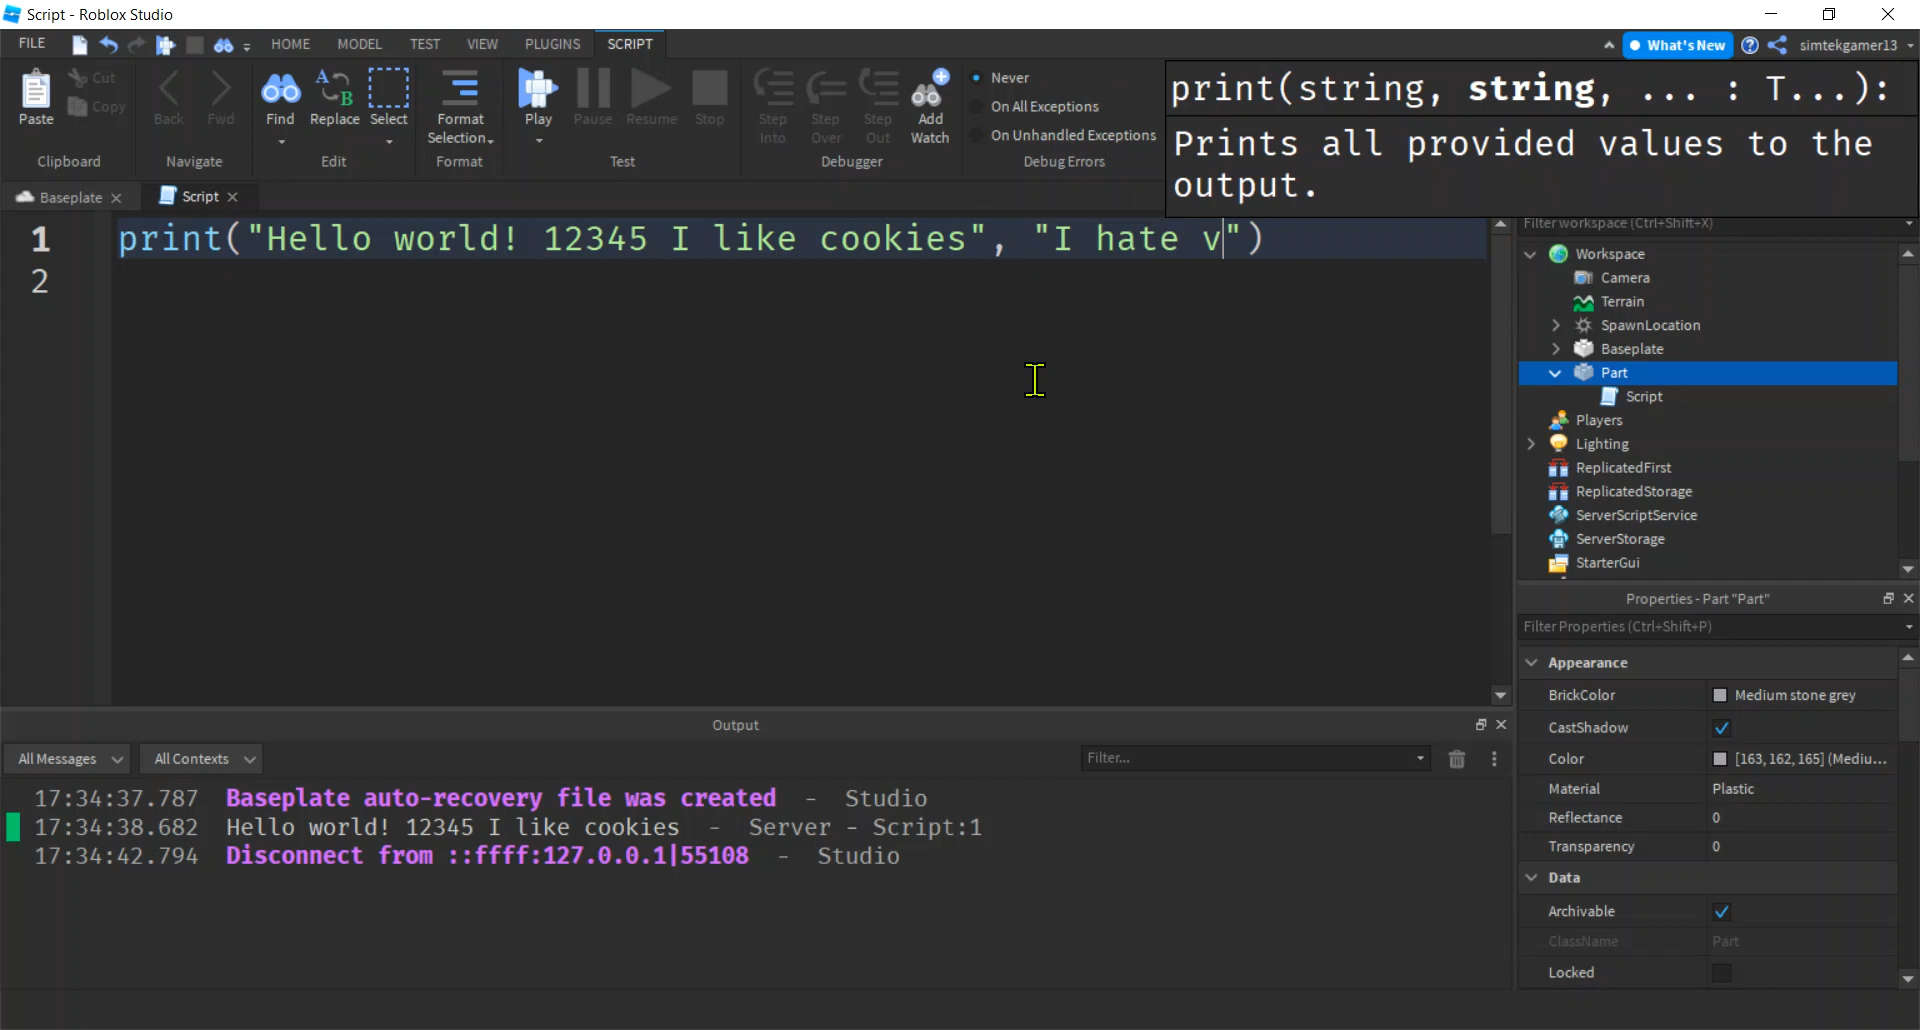 Script - Roblox Studio
FILE
HOME
MODEL
TEST
VIEW
PLUGINS
SCRIPT
What's New
simtekgamer13
Paste
Cut
Copy
Clipboard
Back
Fwd
Navigate
Find
Replace
Select
Edit
Format
Selection
Format
Play
Pause
Resume
Stop
Test
Step
Into
Step
Over
Step
Out
Add
Watch
Debugger
Never
On All Exceptions
On Unhandled Exceptions
Debug Errors
print(string, string, ... : T...):
Prints all provided values to the
output.
Baseplate
Script
1 print("Hello world! 12345 I like cookies", "I hate v")
2
Filter workspace (Ctrl+Shift+X)
Workspace
Camera
Terrain
SpawnLocation
Baseplate
Part
Script
Players
Lighting
ReplicatedFirst
ReplicatedStorage
ServerScriptService
ServerStorage
StarterGui
Properties - Part "Part"
Filter Properties (Ctrl+Shift+P)
Appearance
BrickColor Medium stone grey
CastShadow
Color [163, 162, 165] (Mediu...
Material Plastic
Reflectance 0
Transparency 0
Data
Archivable
ClassName Part
Locked
Output
All Messages
All Contexts
Filter...
17:34:37.787 Baseplate auto-recovery file was created - Studio
17:34:38.682 Hello world! 12345 I like cookies - Server - Script:1
17:34:42.794 Disconnect from ::ffff:127.0.0.1|55108 - Studio